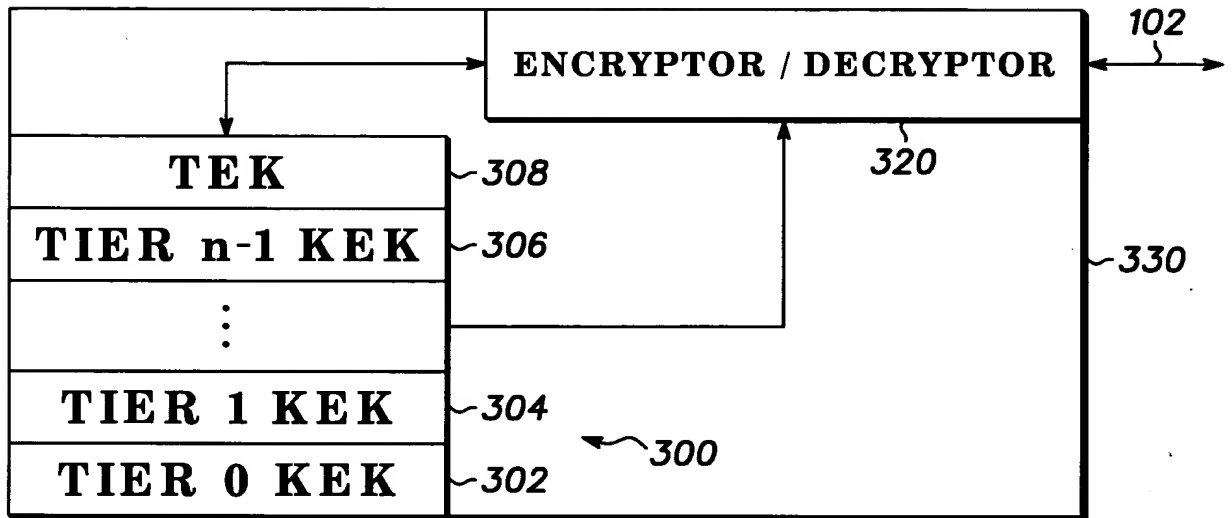 102
ENCRYPTOR / DECRYPTOR
320
TEK
308
TIER n-1 KEK
306
330
⋮
TIER 1 KEK
304
300
TIER 0 KEK
302